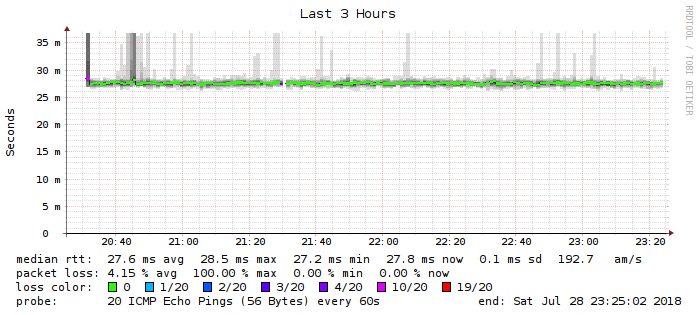 Last 3 Hours
RRDTOOL / TOBI OETIKER
Seconds
35 m
30 m
25 m
20 m
15 m
10 m
5 m
0
20:40 21:00 21:20 21:40 22:00 22:20 22:40 23:00 23:20
median rtt: 27.6 ms avg 28.5 ms max 27.2 ms min 27.8 ms now 0.1 ms sd 192.7 am/s
packet loss: 4.15 % avg 100.00 % max 0.00 % min 0.00 % now
loss color: 0 1/20 2/20 3/20 4/20 10/20 19/20
probe: 20 ICMP Echo Pings (56 Bytes) every 60s end: Sat Jul 28 23:25:02 2018